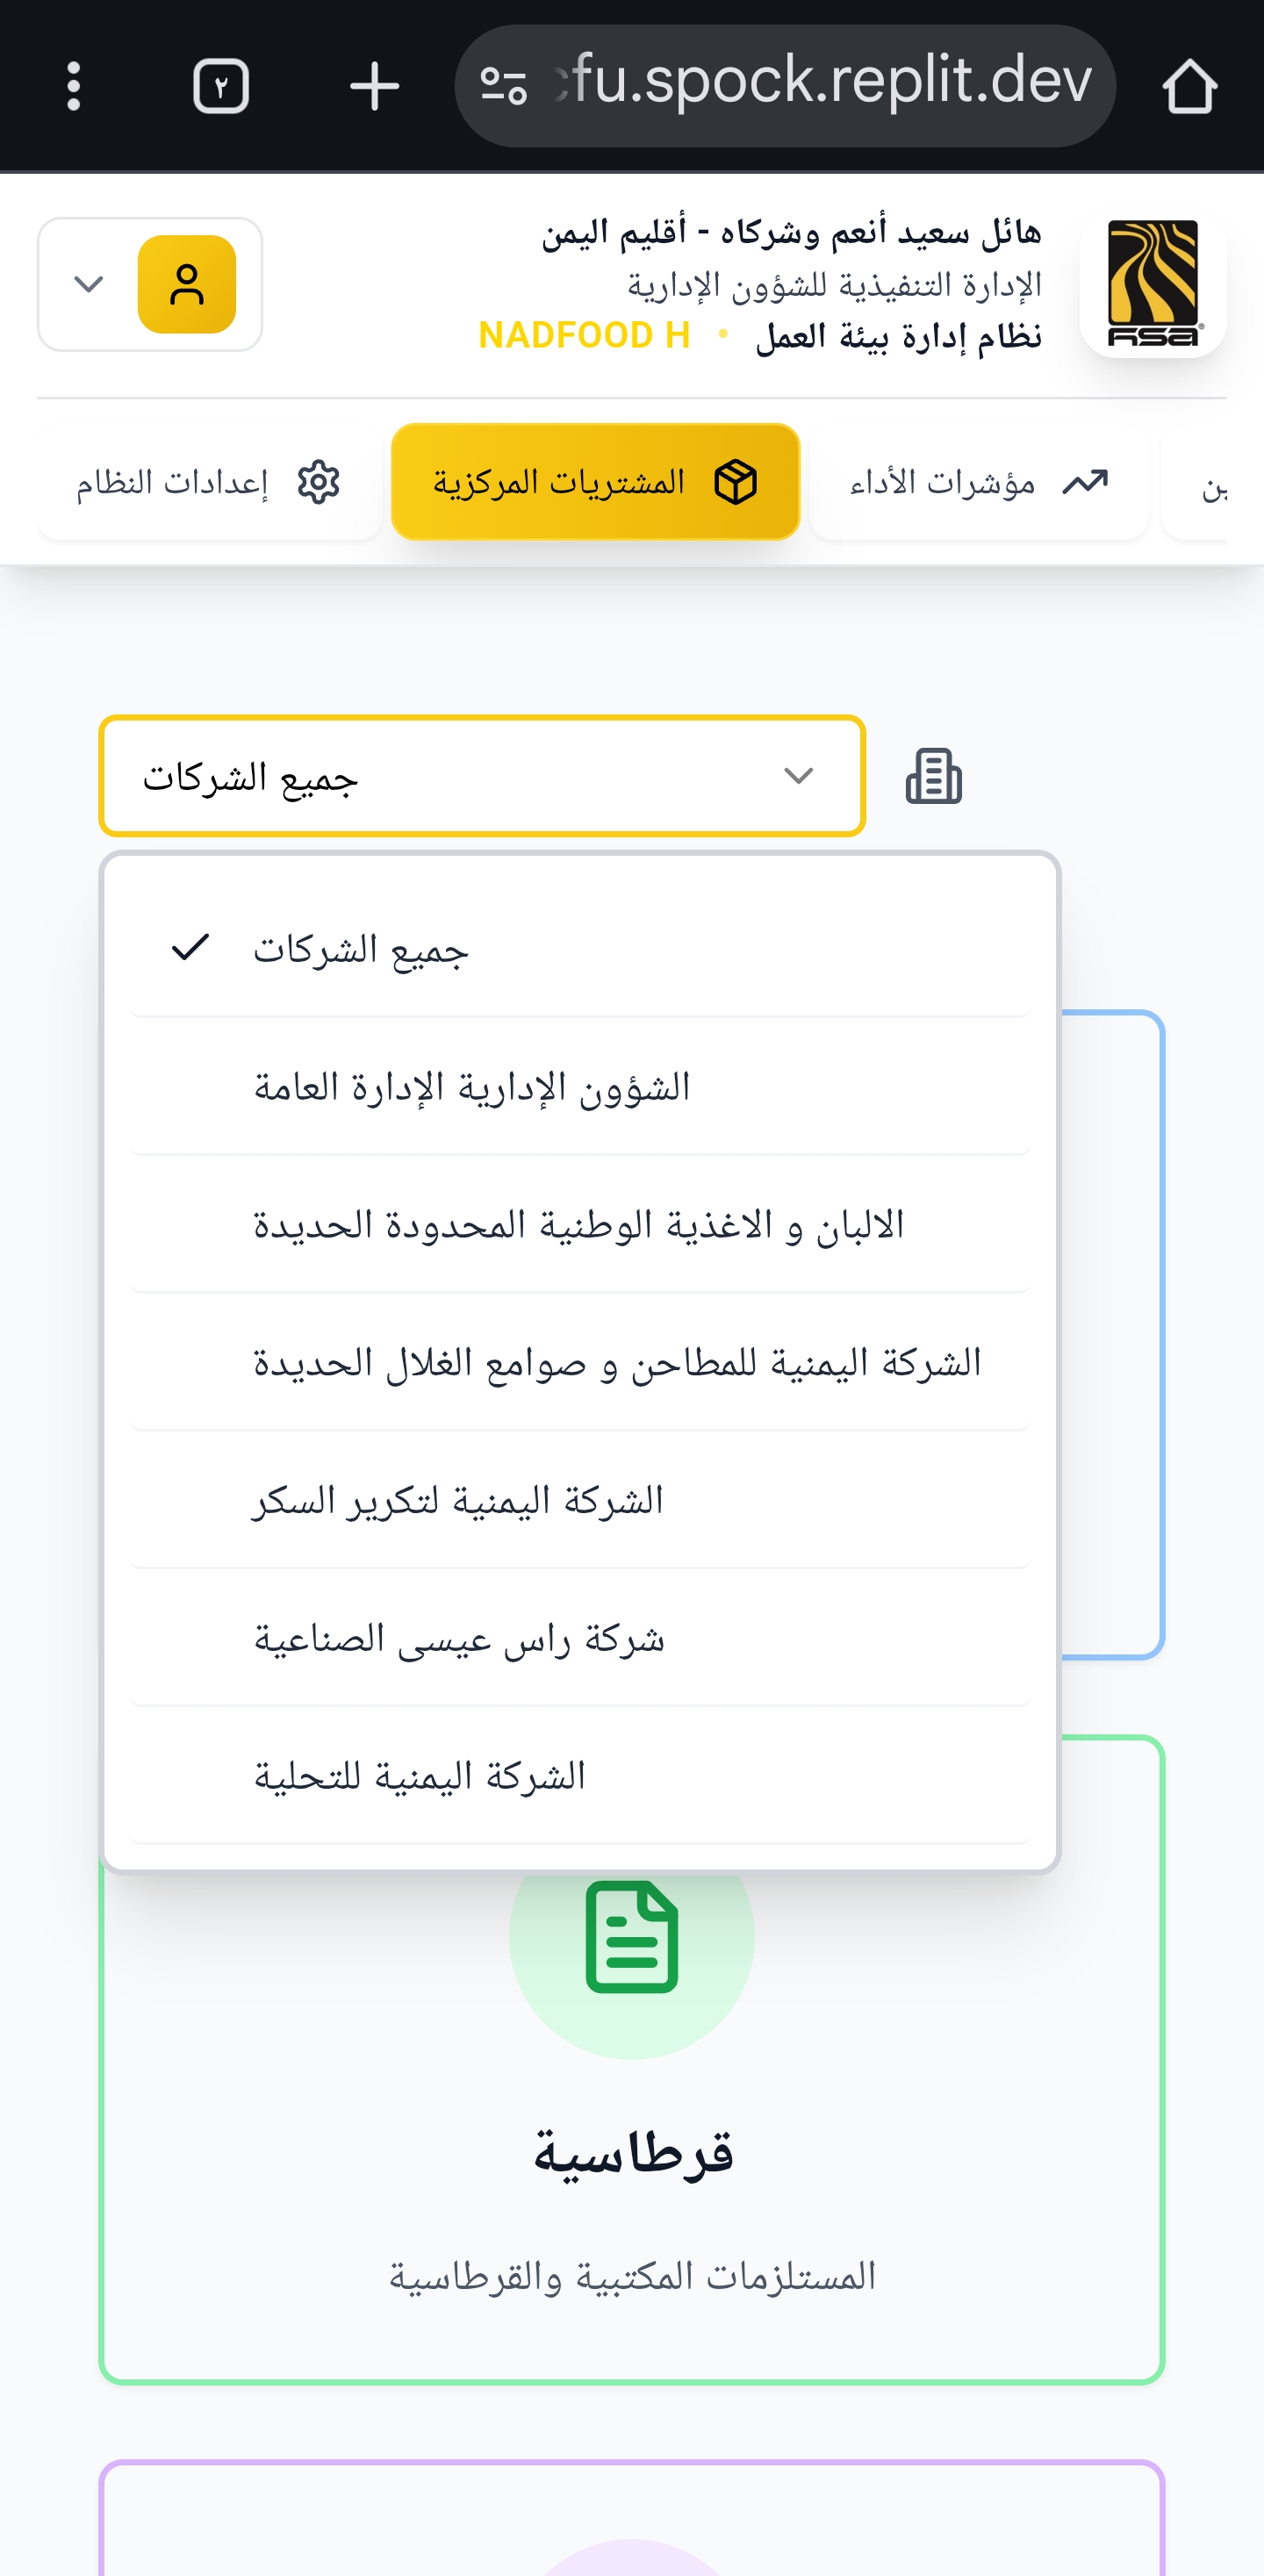 ٢
fu.spock.replit.dev
هائل سعيد أنعم وشركاه - أقليم اليمن
الإدارة التنفيذية للشؤون الإدارية
نظام إدارة بيئة العمل • NADFOOD H
HSA
ين
مؤشرات الأداء
المشتريات المركزية
إعدادات النظام
جميع الشركات
جميع الشركات
الشؤون الإدارية الإدارة العامة
الالبان و الاغذية الوطنية المحدودة الحديدة
الشركة اليمنية للمطاحن و صوامع الغلال الحديدة
الشركة اليمنية لتكرير السكر
شركة راس عيسى الصناعية
الشركة اليمنية للتحلية
قرطاسية
المستلزمات المكتبية والقرطاسية